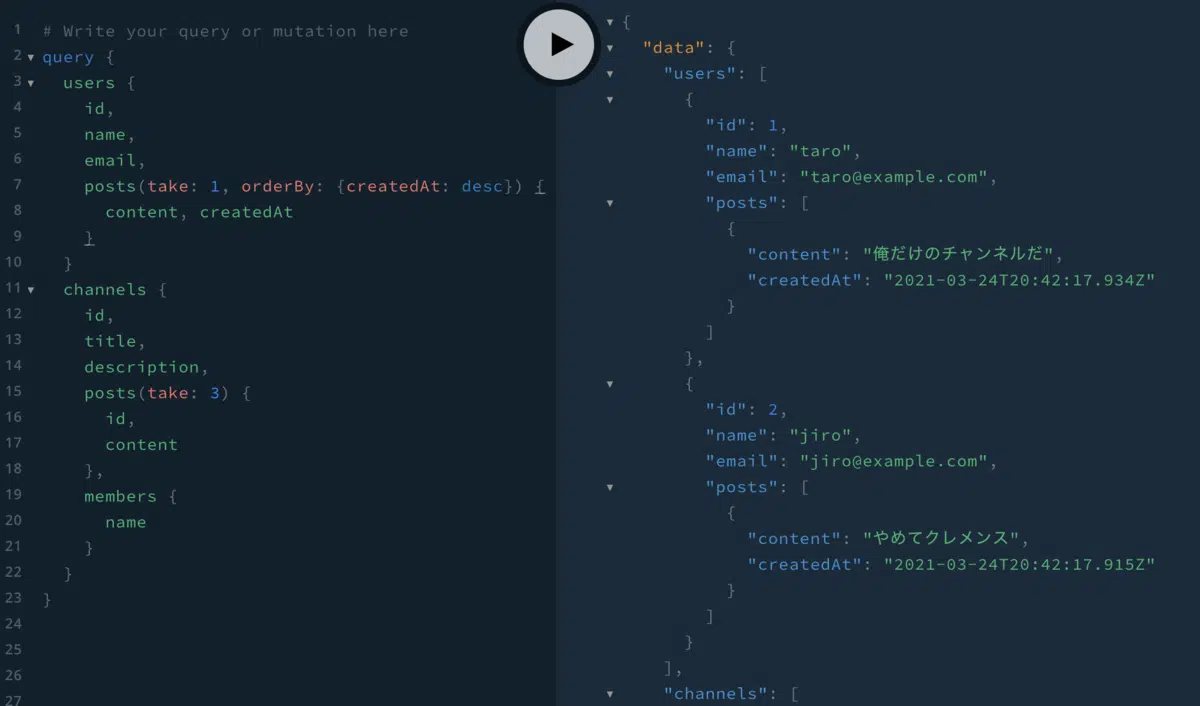 1 # Write your query or mutation here
2 query {
3 users {
4 id,
5 name,
6 email,
7 posts(take: 1, orderBy: {createdAt: desc}) {
8 content, createdAt
9 }
10 }
11 channels {
12 id,
13 title,
14 description,
15 posts(take: 3) {
16 id,
17 content
18 },
19 members {
20 name
21 }
22 }
23 }
24
25
26
27
{
"data": {
"users": [
{
"id": 1,
"name": "taro",
"email": "taro@example.com",
"posts": [
{
"content": "俺だけのチャンネルだ",
"createdAt": "2021-03-24T20:42:17.934Z"
}
]
},
{
"id": 2,
"name": "jiro",
"email": "jiro@example.com",
"posts": [
{
"content": "やめてクレメンス",
"createdAt": "2021-03-24T20:42:17.915Z"
}
]
}
],
"channels": [